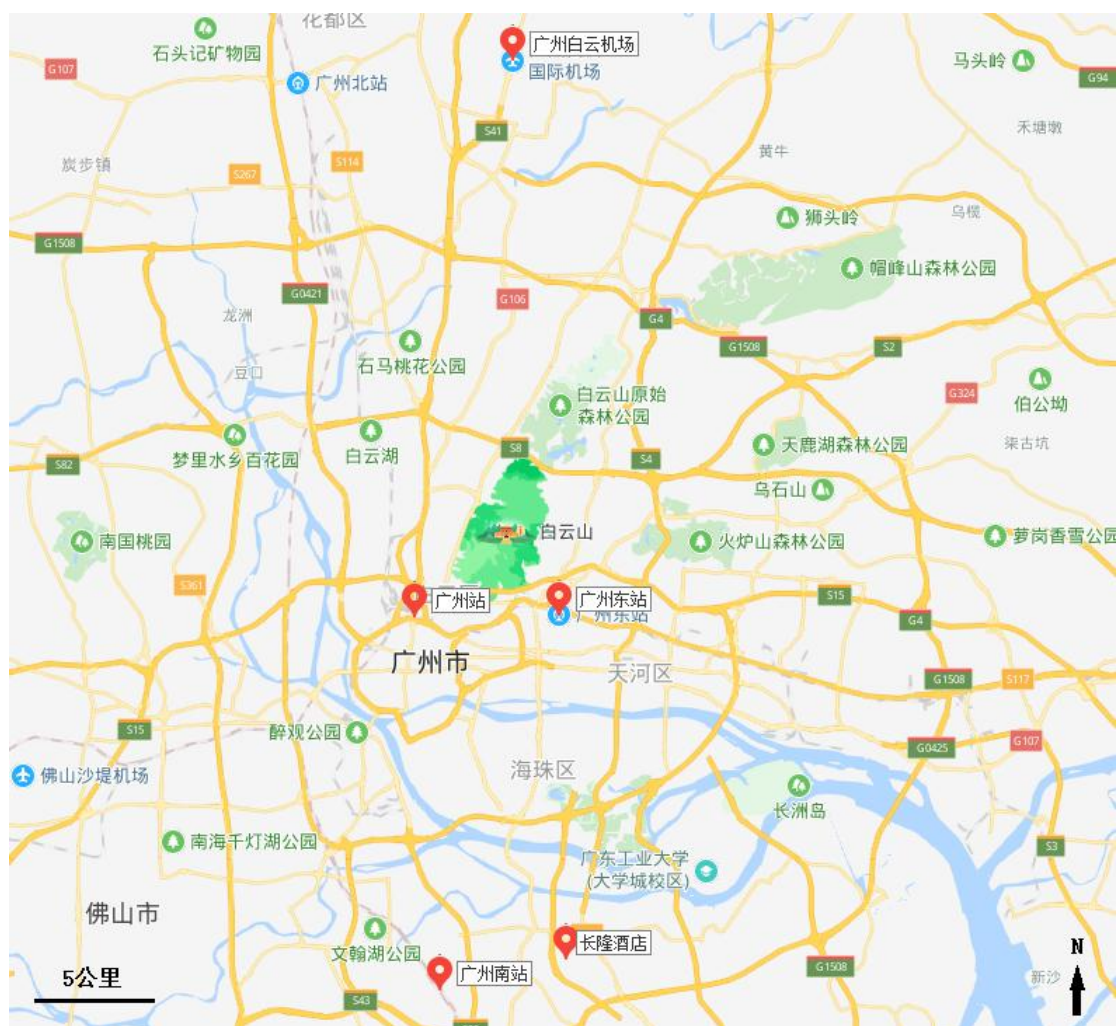 花都区
石头记矿物园
广州白云机场
国际机场
马头岭
G107
广州北站
G94
S41
禾塘墩
黄牛
炭步镇
S267
S114
狮头岭
乌榄
G1508
帽峰山森林公园
G0421
G106
龙洲
G4
石马桃花公园
G1508
S2
豆口
白云山原始
森林公园
G324
伯公坳
天鹿湖森林公园
柒古坑
S8
梦里水乡百花园
白云湖
S82
S4
乌石山
白云山
南国桃园
火炉山森林公园
萝岗香雪公园
S361
广州站
广州东站
S15
广州东站
G4
广州市
天河区
G1508
S117
S15
醉观公园
G0425
G107
佛山沙堤机场
海珠区
长洲岛
南海千灯湖公园
广东工业大学
(大学城校区)
S3
佛山市
文翰湖公园
长隆酒店
N
5公里
广州南站
G1508
新沙
S43